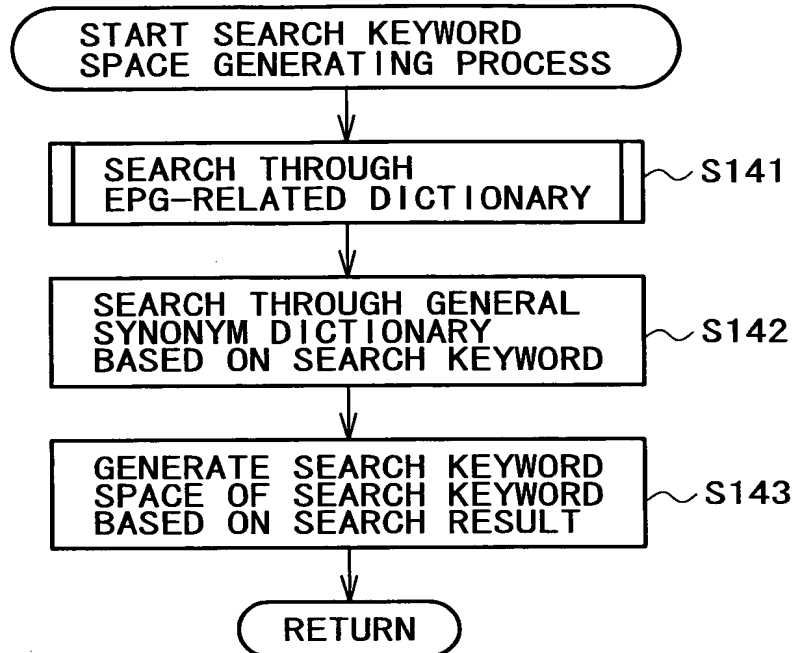 START SEARCH KEYWORD
SPACE GENERATING PROCESS
SEARCH THROUGH
EPG-RELATED DICTIONARY
S141
SEARCH THROUGH GENERAL
SYNONYM DICTIONARY
BASED ON SEARCH KEYWORD
S142
GENERATE SEARCH KEYWORD
SPACE OF SEARCH KEYWORD
BASED ON SEARCH RESULT
S143
RETURN